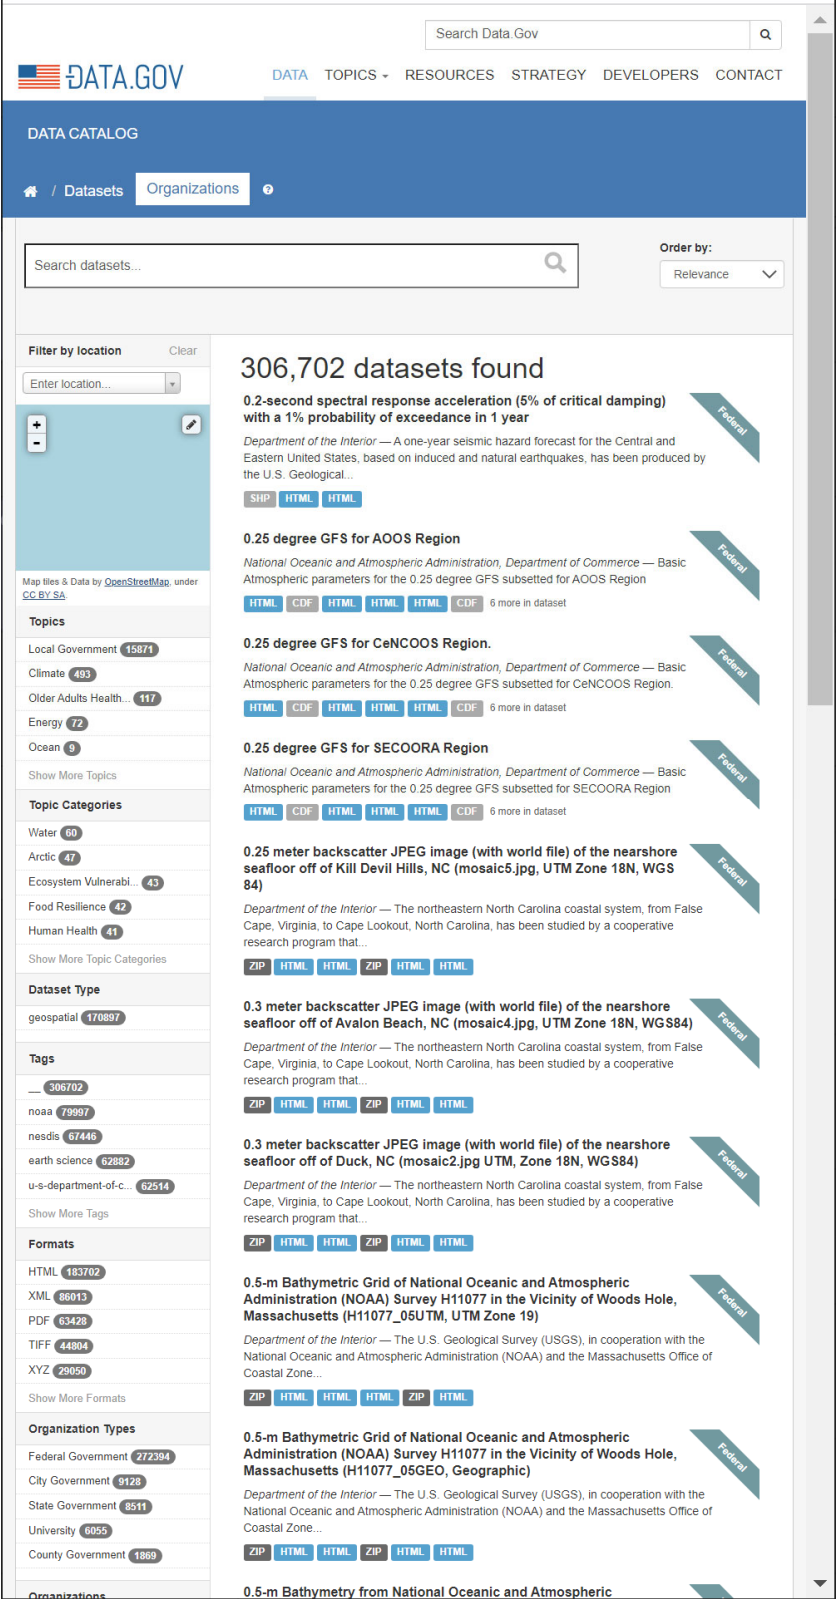 Search Data.Gov
DATA.GOV
DATA TOPICS RESOURCES STRATEGY DEVELOPERS CONTACT
DATA CATALOG
/ Datasets Organizations ?
Search datasets...
Order by:
Relevance
Filter by location Clear
Enter location...
+
-
Map tiles & Data by OpenStreetMap, under
CC BY SA.
Topics
Local Government 15871
Climate 493
Older Adults Health... 117
Energy 72
Ocean 9
Show More Topics
Topic Categories
Water 60
Arctic 47
Ecosystem Vulnerabi... 43
Food Resilience 42
Human Health 41
Show More Topic Categories
Dataset Type
geospatial 170897
Tags
__ 306702
noaa 79997
nesdis 67446
earth science 62882
u-s-department-of-c... 62514
Show More Tags
Formats
HTML 183702
XML 86013
PDF 63428
TIFF 44804
XYZ 29050
Show More Formats
Organization Types
Federal Government 272394
City Government 9128
State Government 8511
University 6055
County Government 1869
Organizations
306,702 datasets found
0.2-second spectral response acceleration (5% of critical damping)
with a 1% probability of exceedance in 1 year
Federal
Department of the Interior — A one-year seismic hazard forecast for the Central and
Eastern United States, based on induced and natural earthquakes, has been produced by
the U.S. Geological...
SHP HTML HTML
0.25 degree GFS for AOOS Region
Federal
National Oceanic and Atmospheric Administration, Department of Commerce — Basic
Atmospheric parameters for the 0.25 degree GFS subsetted for AOOS Region
HTML CDF HTML HTML HTML CDF 6 more in dataset
0.25 degree GFS for CeNCOOS Region.
Federal
National Oceanic and Atmospheric Administration, Department of Commerce — Basic
Atmospheric parameters for the 0.25 degree GFS subsetted for CeNCOOS Region.
HTML CDF HTML HTML HTML CDF 6 more in dataset
0.25 degree GFS for SECOORA Region
Federal
National Oceanic and Atmospheric Administration, Department of Commerce — Basic
Atmospheric parameters for the 0.25 degree GFS subsetted for SECOORA Region
HTML CDF HTML HTML HTML CDF 6 more in dataset
0.25 meter backscatter JPEG image (with world file) of the nearshore
seafloor off of Kill Devil Hills, NC (mosaic5.jpg, UTM Zone 18N, WGS
84)
Federal
Department of the Interior — The northeastern North Carolina coastal system, from False
Cape, Virginia, to Cape Lookout, North Carolina, has been studied by a cooperative
research program that...
ZIP HTML HTML ZIP HTML HTML
0.3 meter backscatter JPEG image (with world file) of the nearshore
seafloor off of Avalon Beach, NC (mosaic4.jpg, UTM Zone 18N, WGS84)
Federal
Department of the Interior — The northeastern North Carolina coastal system, from False
Cape, Virginia, to Cape Lookout, North Carolina, has been studied by a cooperative
research program that...
ZIP HTML HTML ZIP HTML HTML
0.3 meter backscatter JPEG image (with world file) of the nearshore
seafloor off of Duck, NC (mosaic2.jpg UTM, Zone 18N, WGS84)
Federal
Department of the Interior — The northeastern North Carolina coastal system, from False
Cape, Virginia, to Cape Lookout, North Carolina, has been studied by a cooperative
research program that...
ZIP HTML HTML ZIP HTML HTML
0.5-m Bathymetric Grid of National Oceanic and Atmospheric
Administration (NOAA) Survey H11077 in the Vicinity of Woods Hole,
Massachusetts (H11077_05UTM, UTM Zone 19)
Federal
Department of the Interior — The U.S. Geological Survey (USGS), in cooperation with the
National Oceanic and Atmospheric Administration (NOAA) and the Massachusetts Office of
Coastal Zone...
ZIP HTML HTML HTML ZIP HTML
0.5-m Bathymetric Grid of National Oceanic and Atmospheric
Administration (NOAA) Survey H11077 in the Vicinity of Woods Hole,
Massachusetts (H11077_05GEO, Geographic)
Federal
Department of the Interior — The U.S. Geological Survey (USGS), in cooperation with the
National Oceanic and Atmospheric Administration (NOAA) and the Massachusetts Office of
Coastal Zone...
ZIP HTML HTML ZIP HTML HTML
0.5-m Bathymetry from National Oceanic and Atmospheric